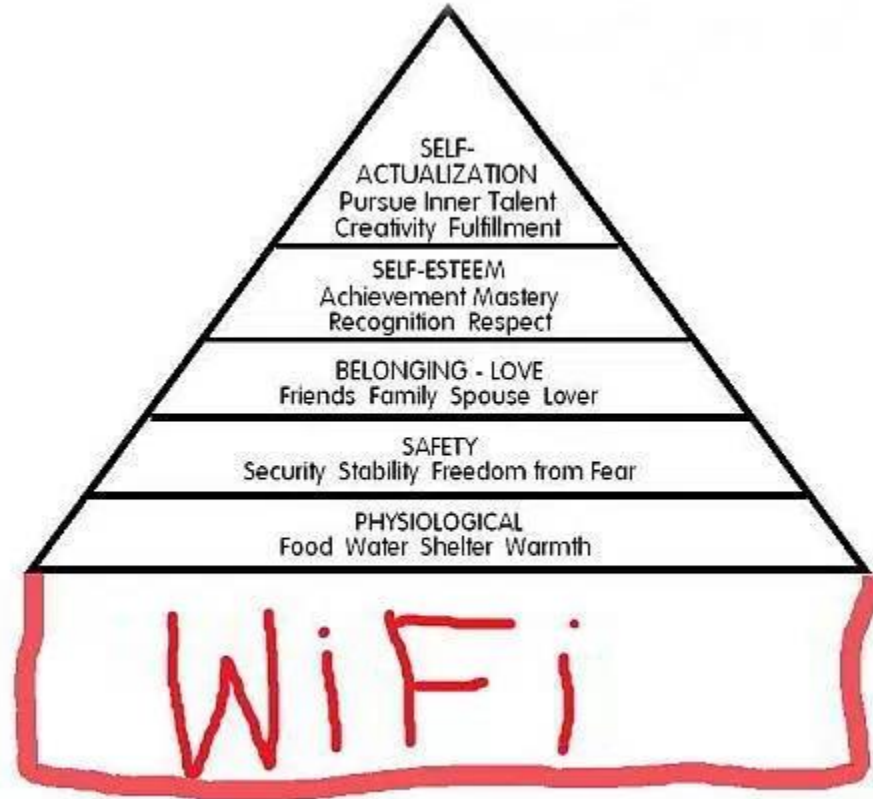 SELF-
ACTUALIZATION
Pursue Inner Talent
Creativity Fulfillment
SELF-ESTEEM
Achievement Mastery
Recognition Respect
BELONGING - LOVE
Friends Family Spouse Lover
SAFETY
Security Stability Freedom from Fear
PHYSIOLOGICAL
Food Water Shelter Warmth
WiFi